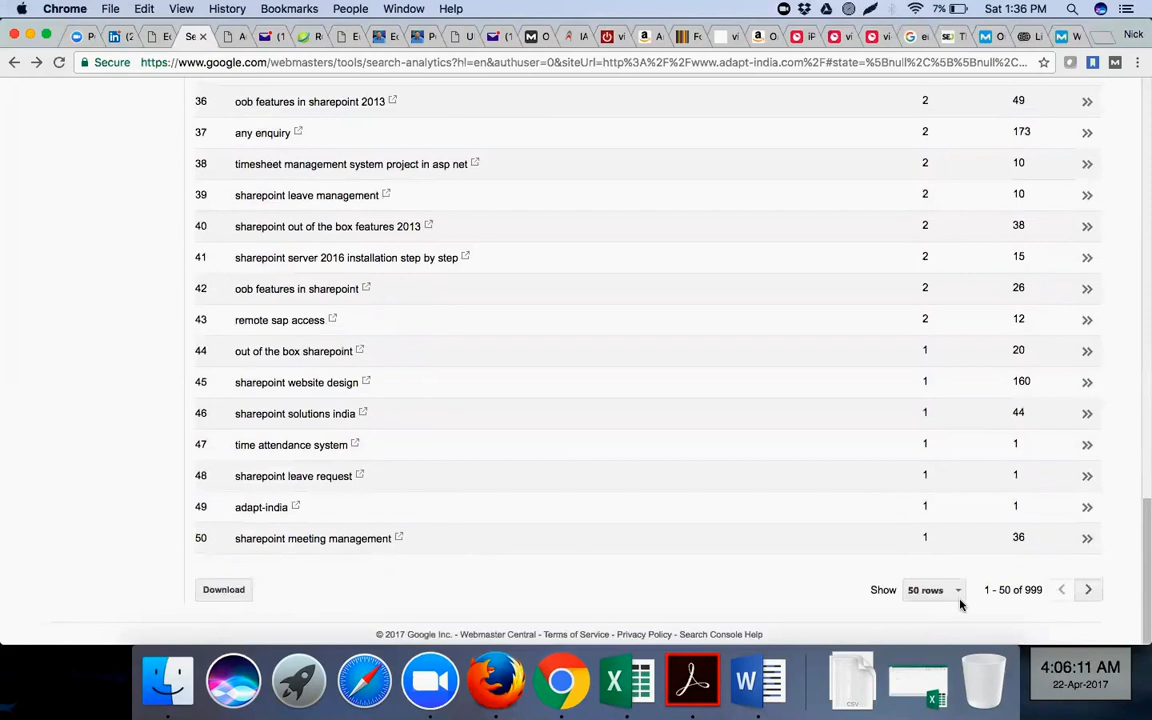 Chrome File Edit View History Bookmarks People Window Help 7% Sat 1:36 PM
Nick
Secure https://www.google.com/webmasters/tools/search-analytics?hl=en&authuser=0&siteUrl=http%3A%2F%2Fwww.adapt-india.com%2F#state=%5Bnull%2C%5B%5Bnull%2C...
36 oob features in sharepoint 2013 2 49
37 any enquiry 2 173
38 timesheet management system project in asp net 2 10
39 sharepoint leave management 2 10
40 sharepoint out of the box features 2013 2 38
41 sharepoint server 2016 installation step by step 2 15
42 oob features in sharepoint 2 26
43 remote sap access 2 12
44 out of the box sharepoint 1 20
45 sharepoint website design 1 160
46 sharepoint solutions india 1 44
47 time attendance system 1 1
48 sharepoint leave request 1 1
49 adapt-india 1 1
50 sharepoint meeting management 1 36
Download Show 50 rows 1 - 50 of 999
© 2017 Google Inc. - Webmaster Central - Terms of Service - Privacy Policy - Search Console Help
4:06:11 AM
22-Apr-2017
CSV